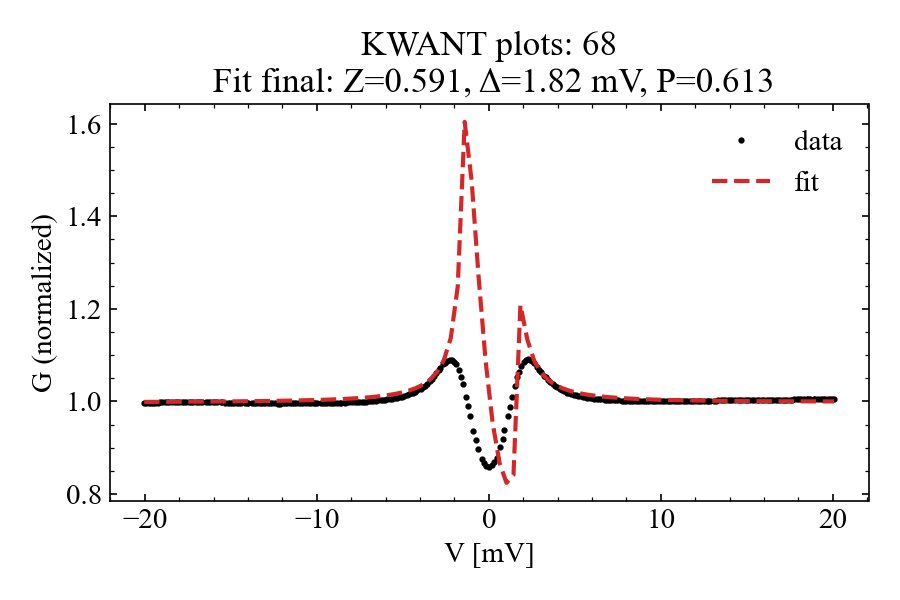 KWANT plots: 68
Fit final: Z=0.591, Δ=1.82 mV, P=0.613
data
fit
G (normalized)
1.6
1.4
1.2
1.0
0.8
−20
−10
0
10
20
V [mV]